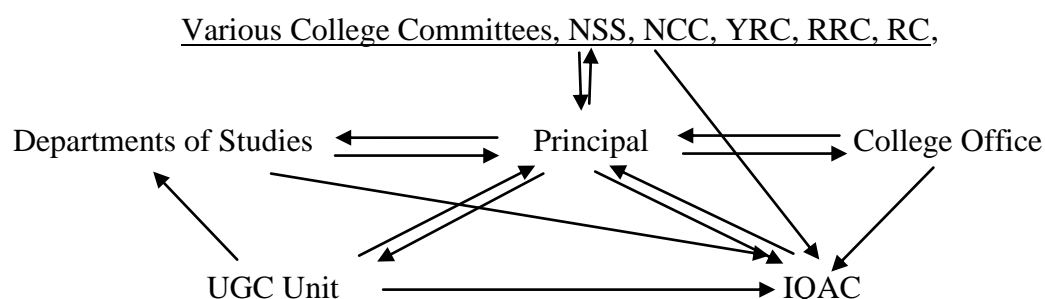 Various College Committees, NSS, NCC, YRC, RRC, RC,
Departments of Studies Principal College Office
UGC Unit IQAC